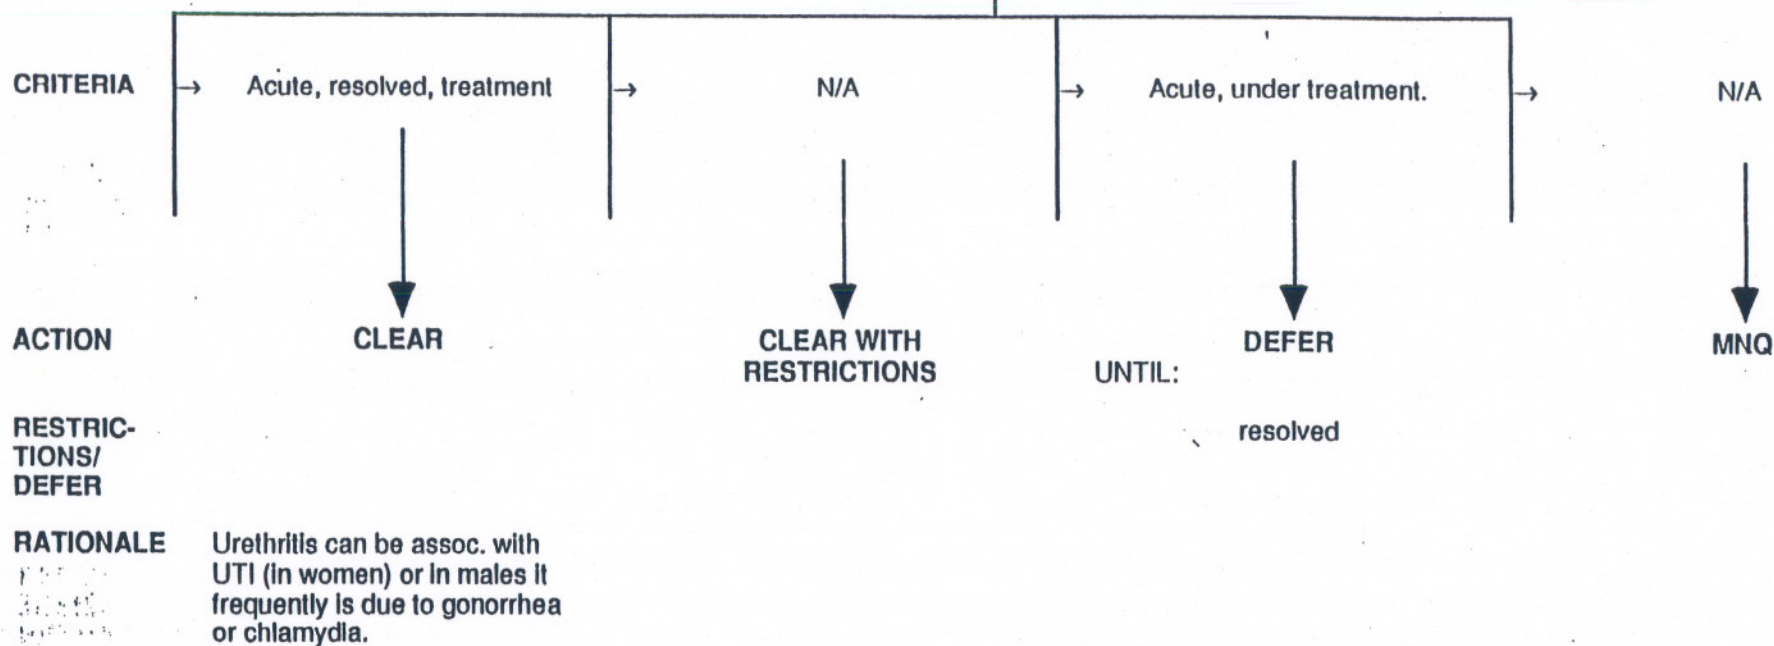 CRITERIA → Acute, resolved, treatment → N/A → Acute, under treatment. → N/A
ACTION CLEAR CLEAR WITH RESTRICTIONS DEFER MNQ
UNTIL:
RESTRIC-
TIONS/
DEFER
resolved
RATIONALE Urethritis can be assoc. with
UTI (in women) or in males it
frequently is due to gonorrhea
or chlamydia.